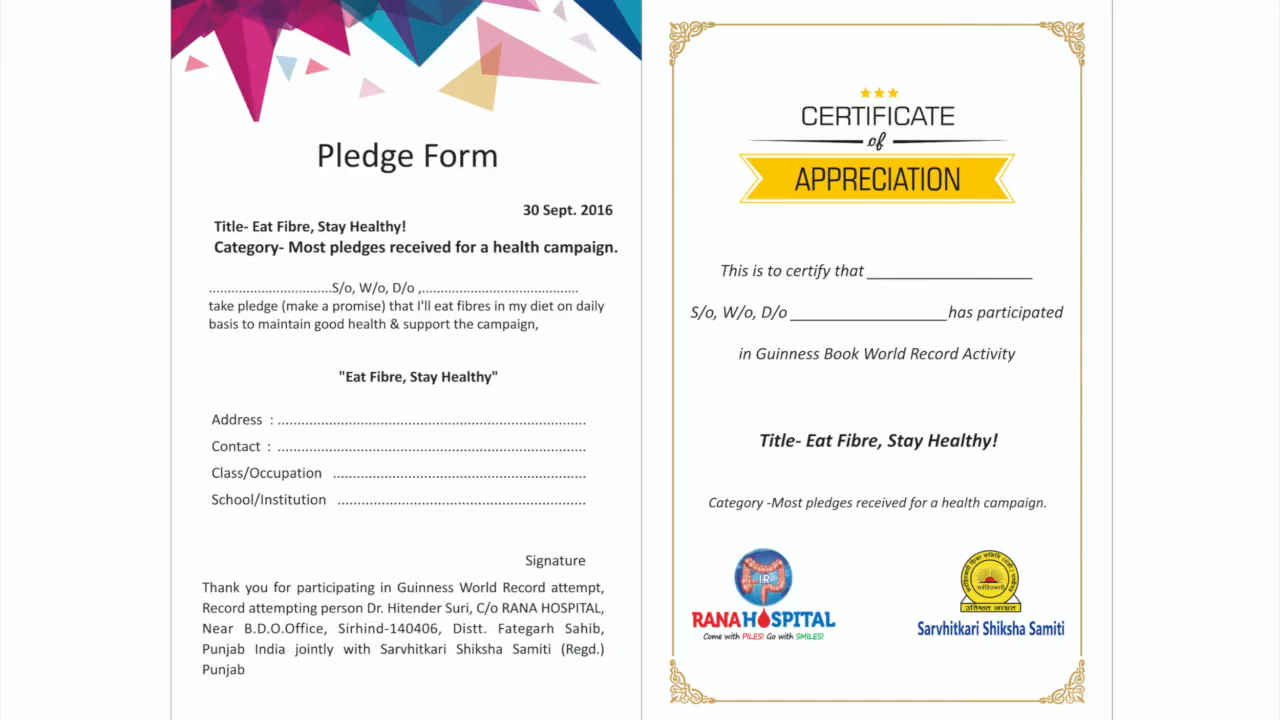 Pledge Form
30 Sept. 2016
Title- Eat Fibre, Stay Healthy!
Category- Most pledges received for a health campaign.
................................S/o, W/o, D/o ,.........................................
take pledge (make a promise) that I'll eat fibres in my diet on daily
basis to maintain good health & support the campaign,
"Eat Fibre, Stay Healthy"
Address : ................................................................................
Contact : ................................................................................
Class/Occupation ..................................................................
School/Institution .................................................................
Signature
Thank you for participating in Guinness World Record attempt,
Record attempting person Dr. Hitender Suri, C/o RANA HOSPITAL,
Near B.D.O.Office, Sirhind-140406, Distt. Fategarh Sahib,
Punjab India jointly with Sarvhitkari Shiksha Samiti (Regd.)
Punjab
CERTIFICATE
of
APPRECIATION
This is to certify that ____________________
S/o, W/o, D/o ___________________has participated
in Guinness Book World Record Activity
Title- Eat Fibre, Stay Healthy!
Category -Most pledges received for a health campaign.
IR
RANA HOSPITAL
Come with PILES! Go with SMILES!
Sarvhitkari Shiksha Samiti